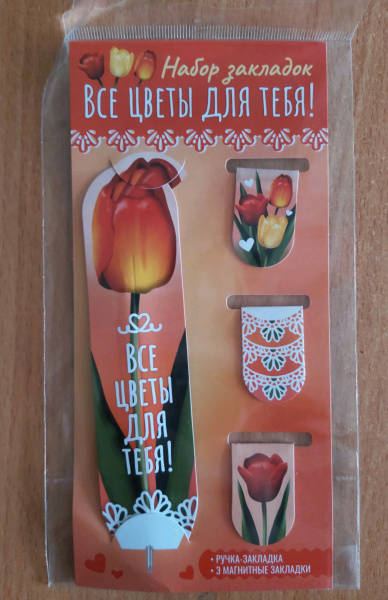 Набор закладок
ВСЕ ЦВЕТЫ ДЛЯ ТЕБЯ!
ВСЕ
ЦВЕТЫ
ДЛЯ
ТЕБЯ!
• РУЧКА-ЗАКЛАДКА
• 3 МАГНИТНЫЕ ЗАКЛАДКИ